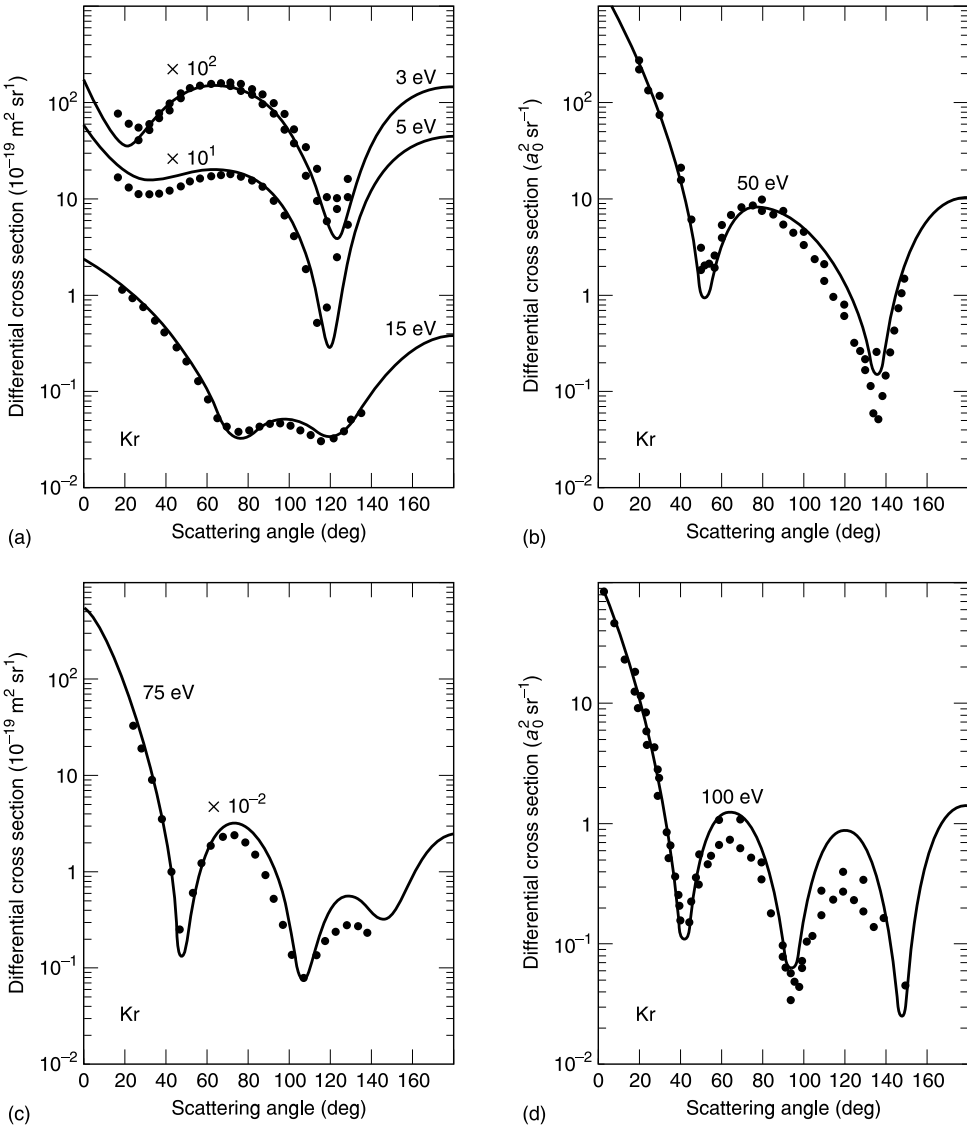 Differential cross section (10⁻¹⁹ m² sr¹)
10²
10
1
10⁻¹
10⁻²
× 10²
3 eV
5 eV
× 10¹
15 eV
Kr
0 20 40 60 80 100 120 140 160
Scattering angle (deg)
(a)
Differential cross section (a₀² sr⁻¹)
10²
10
1
10⁻¹
10⁻²
50 eV
Kr
0 20 40 60 80 100 120 140 160
Scattering angle (deg)
(b)
Differential cross section (10⁻¹⁹ m² sr¹)
10²
10
1
10⁻¹
10⁻²
75 eV
× 10⁻²
Kr
0 20 40 60 80 100 120 140 160
Scattering angle (deg)
(c)
Differential cross section (a₀² sr⁻¹)
10
1
10⁻¹
10⁻²
100 eV
Kr
0 20 40 60 80 100 120 140 160
Scattering angle (deg)
(d)